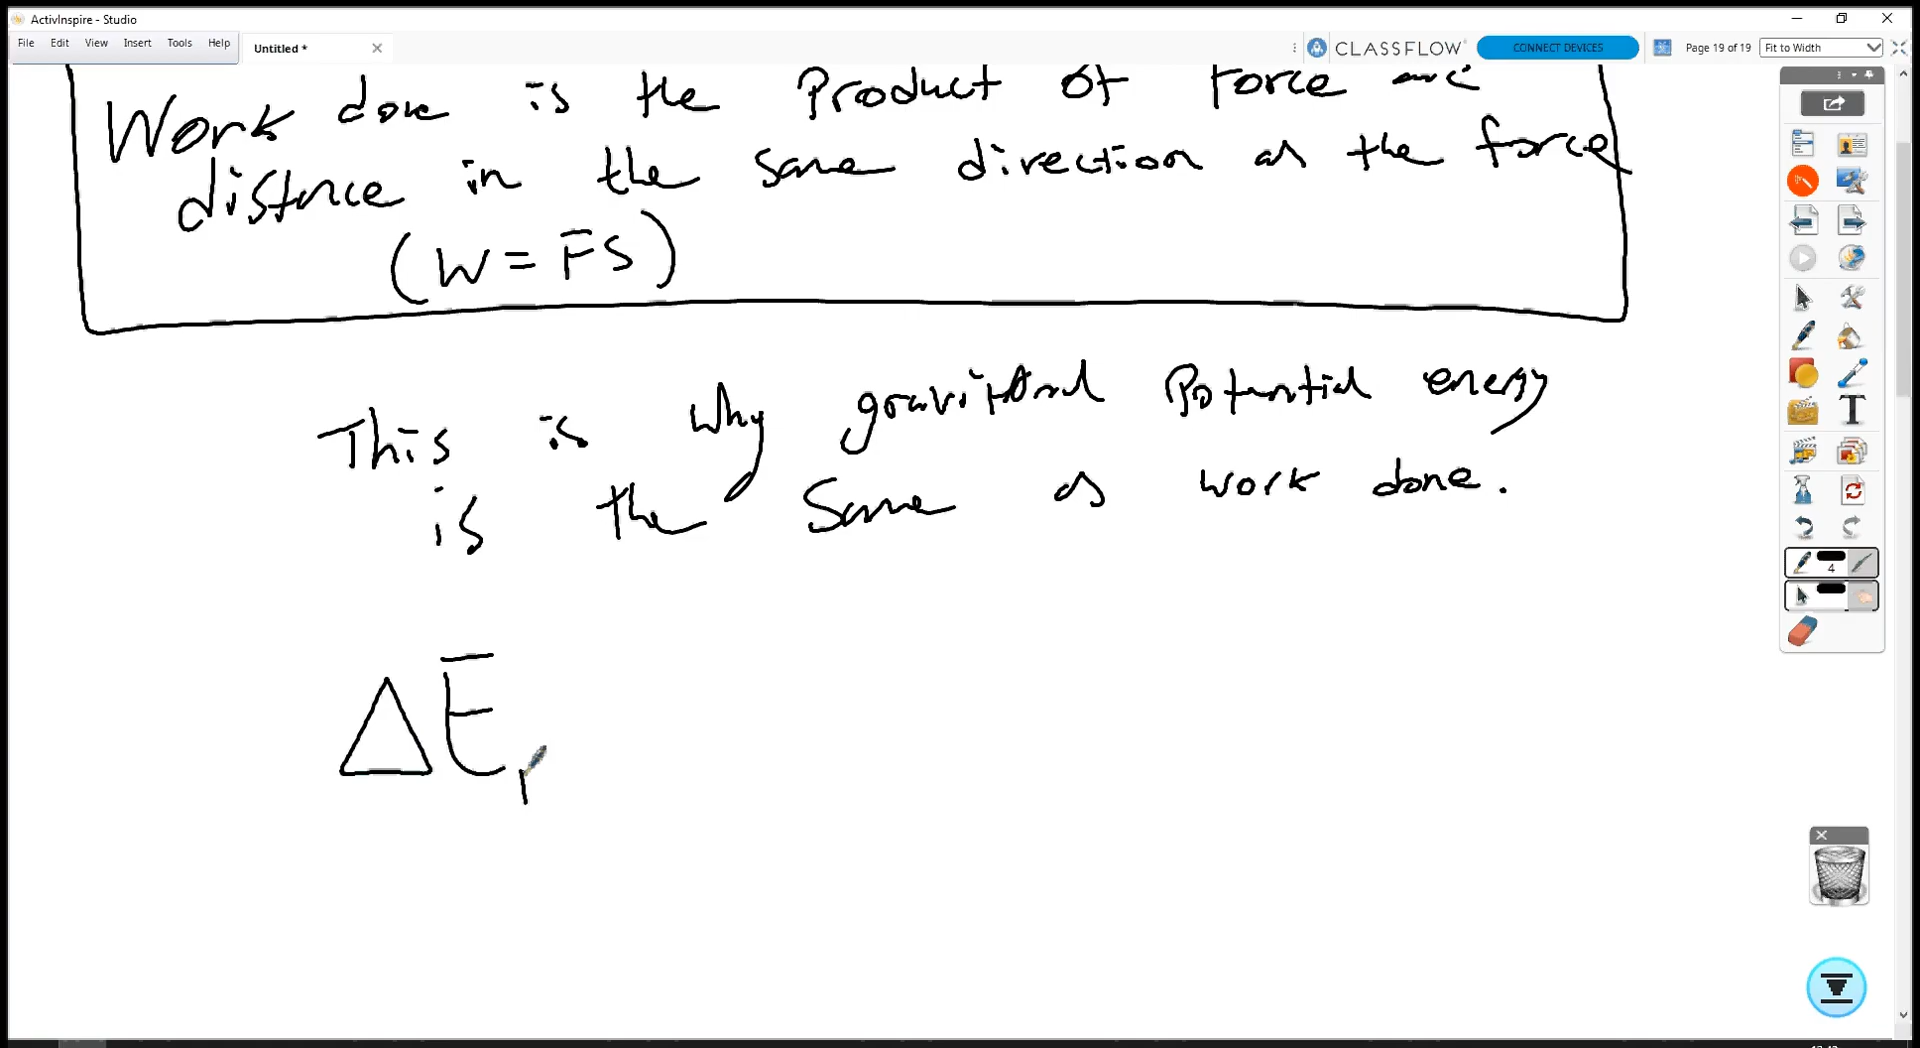 ActivInspire - Studio
File Edit View Insert Tools Help
Untitled *
CLASSFLOW
CONNECT DEVICES
Page 19 of 19
Fit to Width
Work done is the Product of Force and
distance in the same direction as the force
(W = FS)
This is why gravitational Potential energy
is the same as work done.
ΔE
T
4